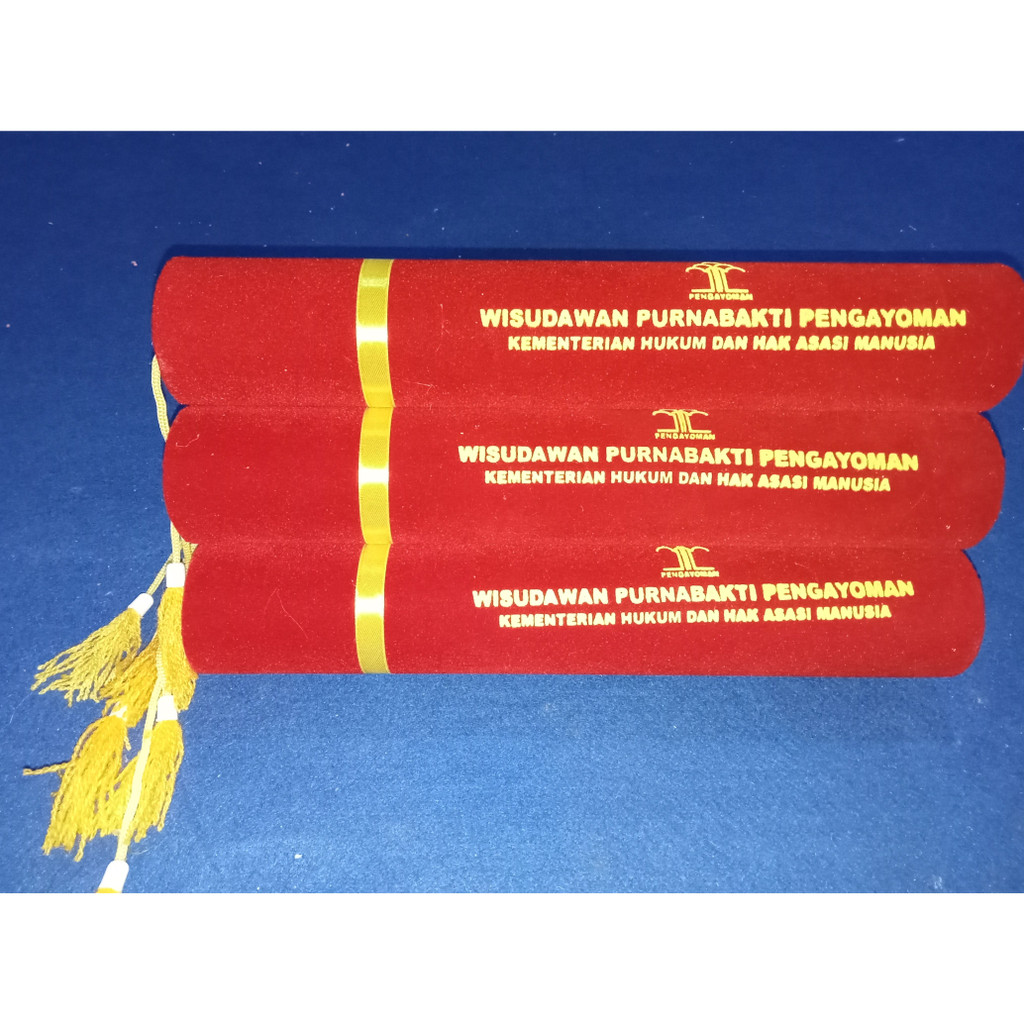 PENGAYOMAN
WISUDAWAN PURNABAKTI PENGAYOMAN
KEMENTERIAN HUKUM DAN HAK ASASI MANUSIA
PENGAYOMAN
WISUDAWAN PURNABAKTI PENGAYOMAN
KEMENTERIAN HUKUM DAN HAK ASASI MANUSIA
PENGAYOMAN
WISUDAWAN PURNABAKTI PENGAYOMAN
KEMENTERIAN HUKUM DAN HAK ASASI MANUSIA